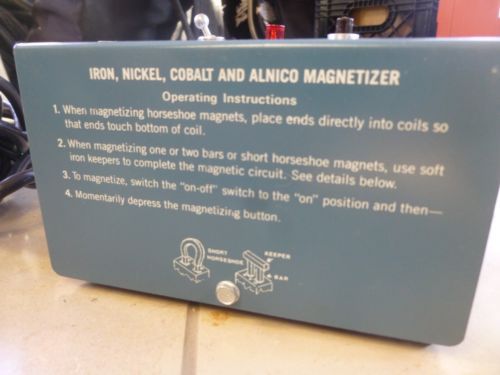 IRON, NICKEL, COBALT AND ALNICO MAGNETIZER
Operating Instructions
1. When magnetizing horseshoe magnets, place ends directly into coils so
that ends touch bottom of coil.
2. When magnetizing one or two bars or short horseshoe magnets, use soft
iron keepers to complete the magnetic circuit. See details below.
3. To magnetize, switch the "on-off" switch to the "on" position and then—
4. Momentarily depress the magnetizing button.
SHORT
HORSESHOE
KEEPER
BAR